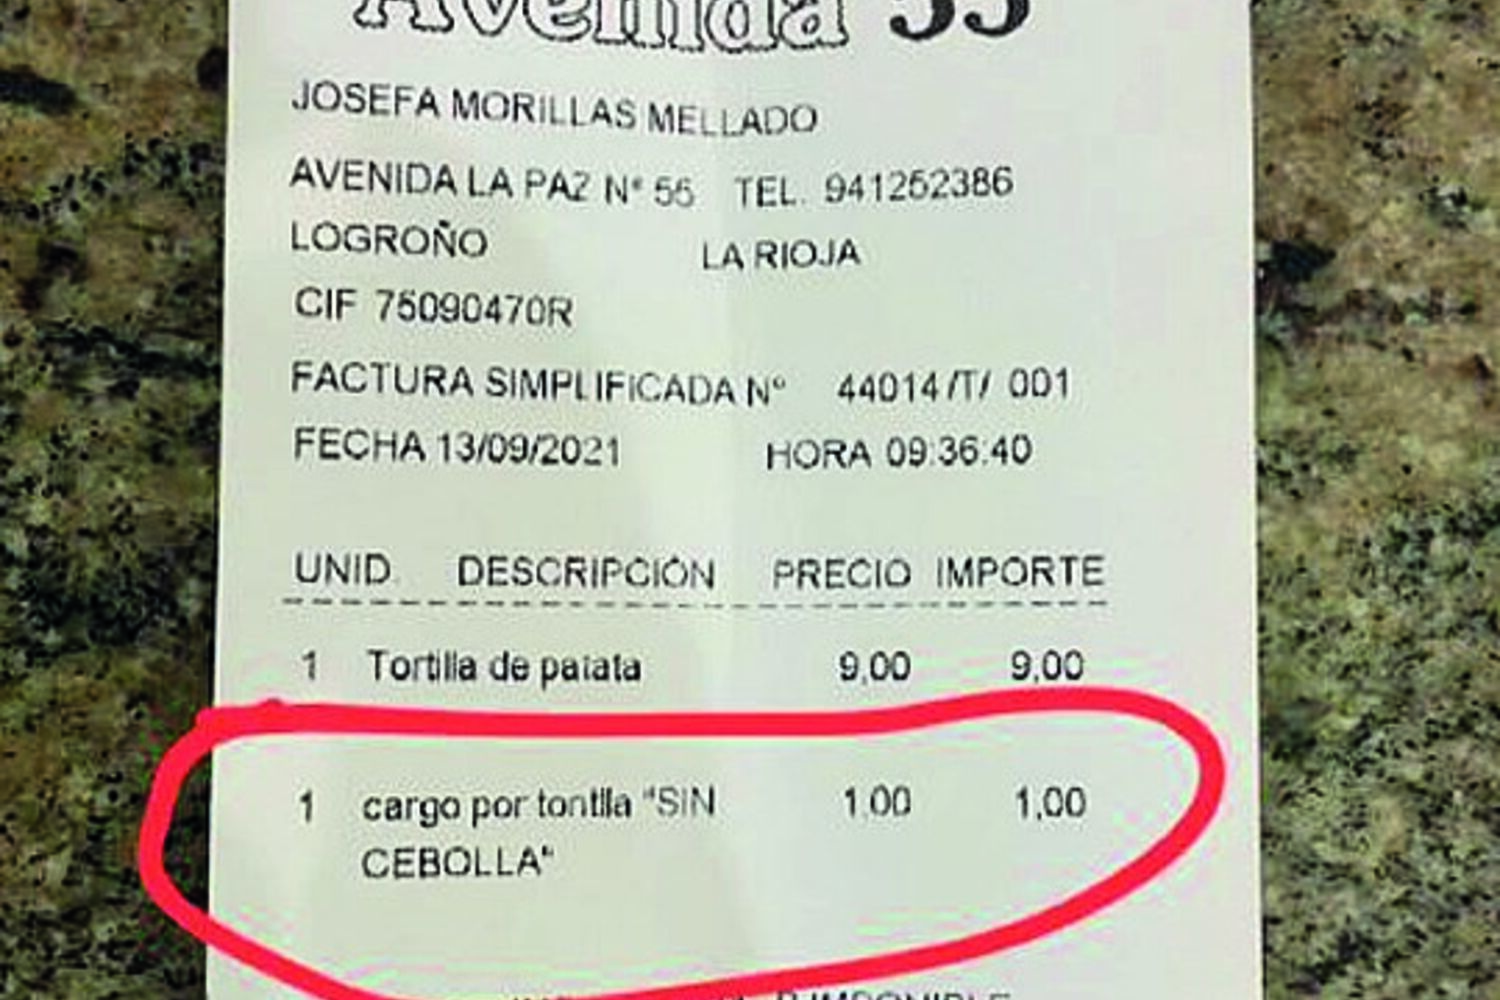 Avenida 55
JOSEFA MORILLAS MELLADO
AVENIDA LA PAZ Nº 55 TEL. 941252386
LOGROÑO LA RIOJA
CIF 75090470R
FACTURA SIMPLIFICADA Nº 44014/T/ 001
FECHA 13/09/2021 HORA 09:36:40
UNID. DESCRIPCIÓN PRECIO IMPORTE
1 Tortilla de patata 9,00 9,00
1 cargo por tortilla "SIN 1,00 1,00
CEBOLLA"